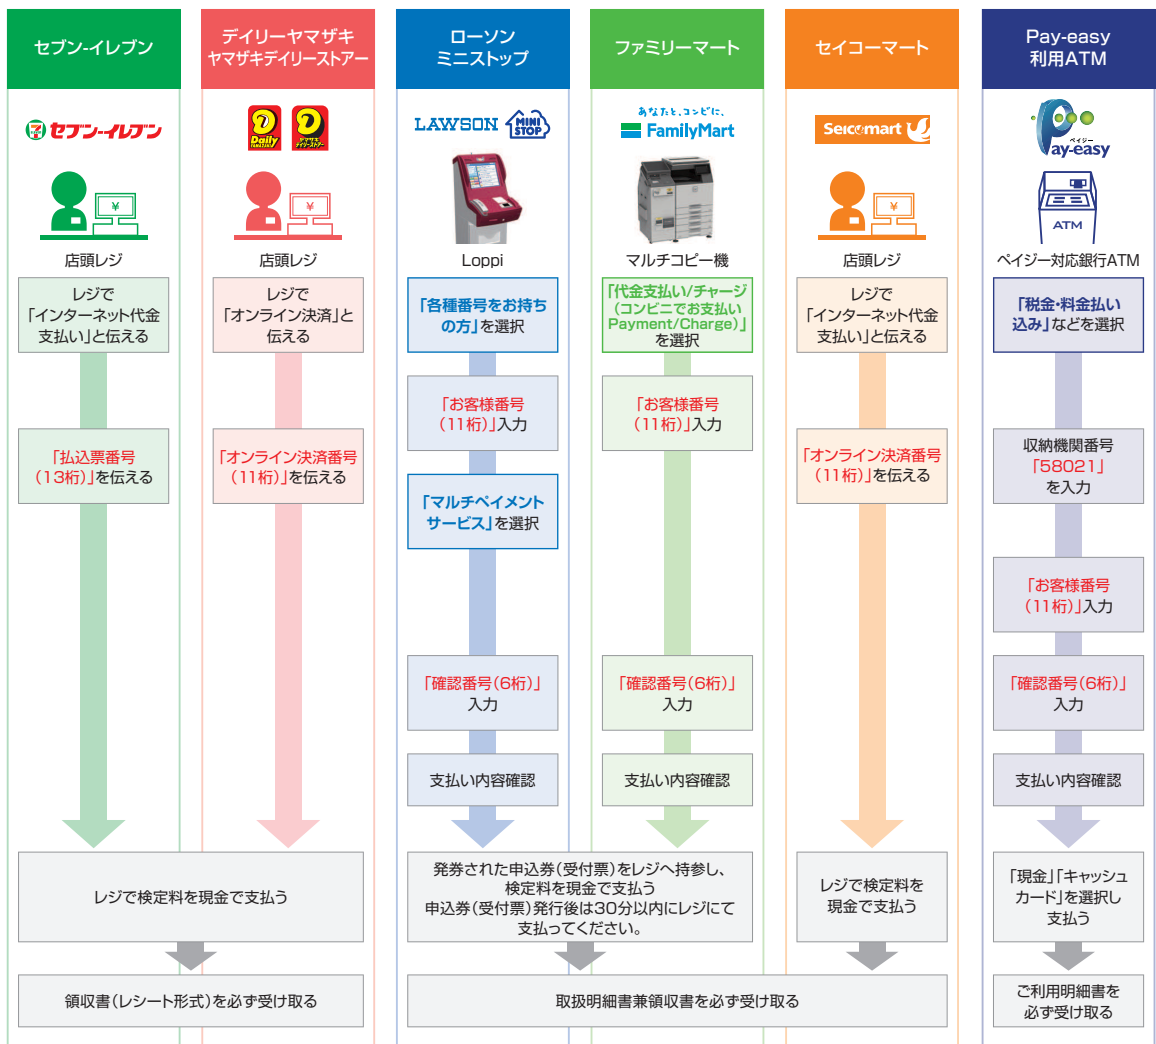 セブン-イレブン
セブン-イレブン
店頭レジ
レジで
「インターネット代金
支払い」と伝える
「払込票番号
(13桁)」を伝える
デイリーヤマザキ
ヤマザキデイリーストアー
Daily
YAMAZAKI
ヤマザキ
デイリーストアー
店頭レジ
レジで
「オンライン決済」と
伝える
「オンライン決済番号
(11桁)」を伝える
レジで検定料を現金で支払う
領収書(レシート形式)を必ず受け取る
ローソン
ミニストップ
LAWSON
MINI
STOP
Loppi
「各種番号をお持ち
の方」を選択
「お客様番号
(11桁)」入力
「マルチペイメント
サービス」を選択
「確認番号(6桁)」
入力
支払い内容確認
ファミリーマート
あなたと、コンビに、
FamilyMart
マルチコピー機
「代金支払い/チャージ
(コンビニでお支払い
Payment/Charge)」
を選択
「お客様番号
(11桁)」入力
「確認番号(6桁)」
入力
支払い内容確認
発券された申込券(受付票)をレジへ持参し、
検定料を現金で支払う
申込券(受付票)発行後は30分以内にレジにて
支払ってください。
セイコーマート
Seicomart
店頭レジ
レジで
「インターネット代金
支払い」と伝える
「オンライン決済番号
(11桁)」を伝える
レジで検定料を
現金で支払う
取扱明細書兼領収書を必ず受け取る
Pay-easy
利用ATM
ペイジー
Pay-easy
ATM
ペイジー対応銀行ATM
「税金・料金払い
込み」などを選択
収納機関番号
「58021」
を入力
「お客様番号
(11桁)」入力
「確認番号(6桁)」
入力
支払い内容確認
「現金」「キャッシュ
カード」を選択し
支払う
ご利用明細書を
必ず受け取る